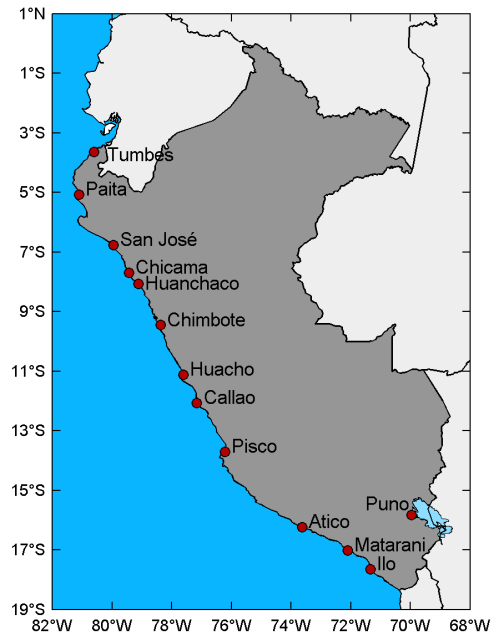 1°N
1°S
3°S
Tumbes
5°S
Paita
7°S
San José
Chicama
Huanchaco
9°S
Chimbote
11°S
Huacho
Callao
13°S
Pisco
15°S
Puno
Atico
17°S
Matarani
Ilo
19°S
82°W 80°W 78°W 76°W 74°W 72°W 70°W 68°W